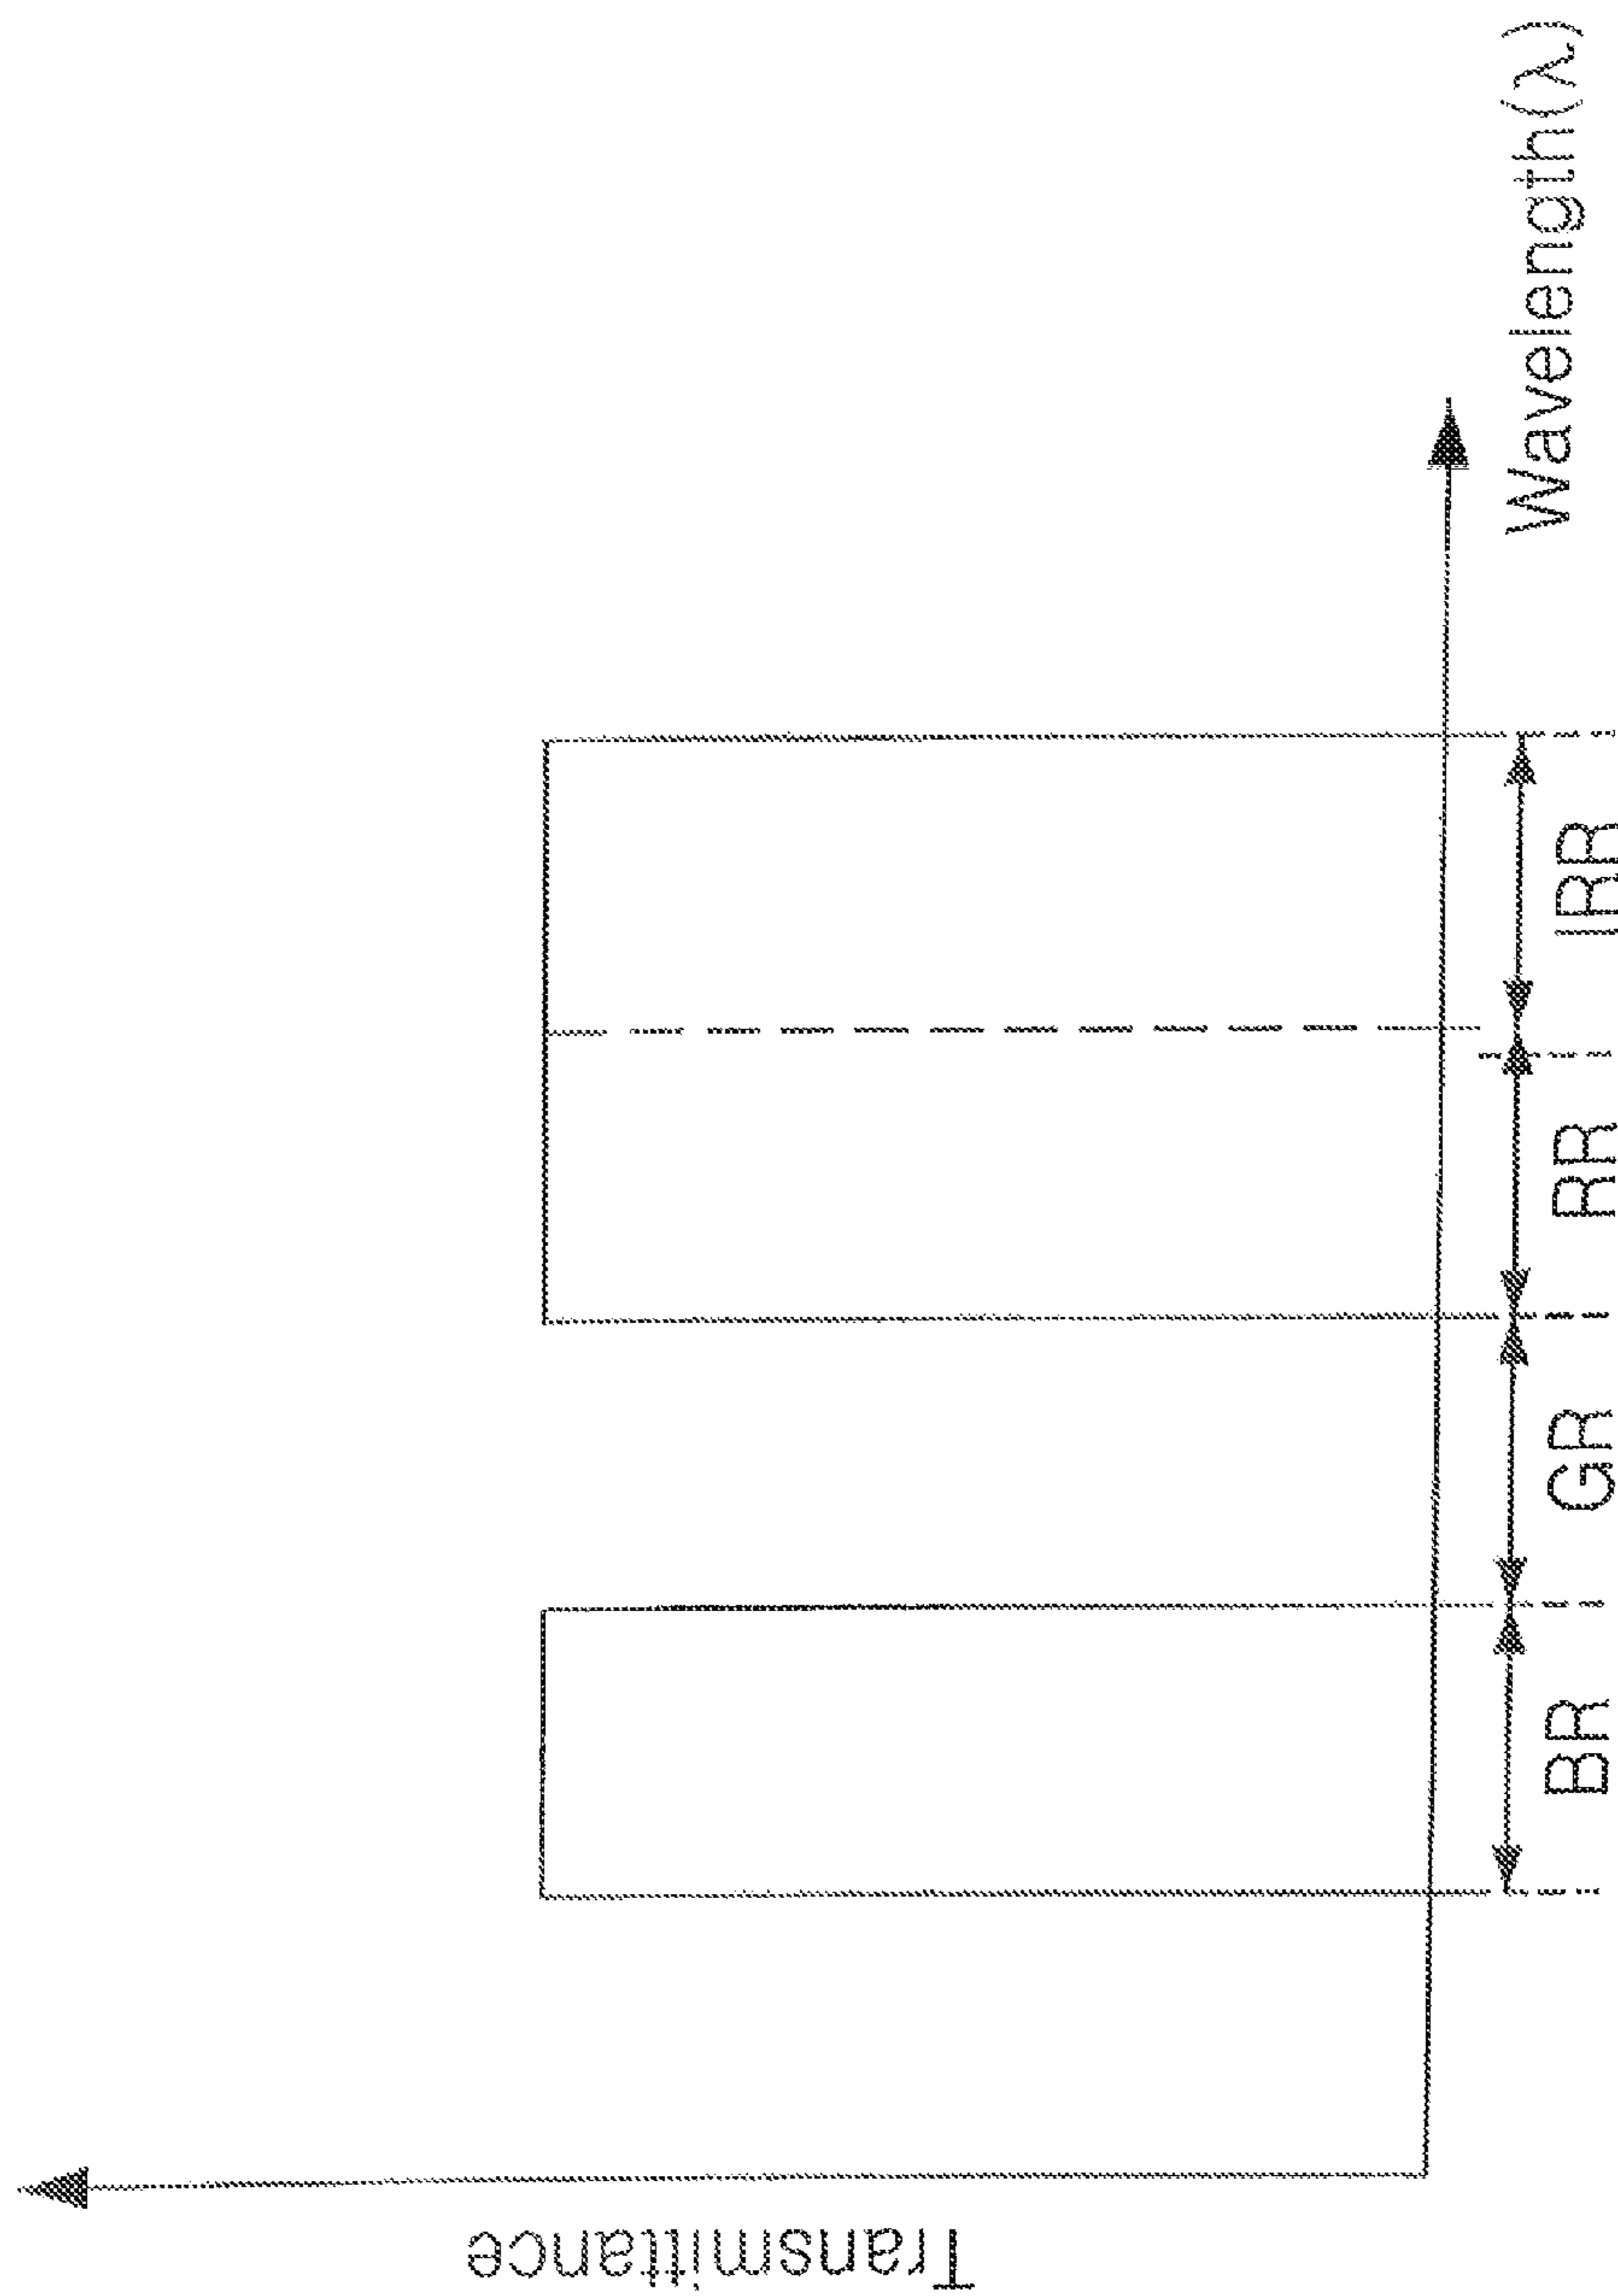 Transmittance
BR
GR
RR
IRR
Wavelength(λ)